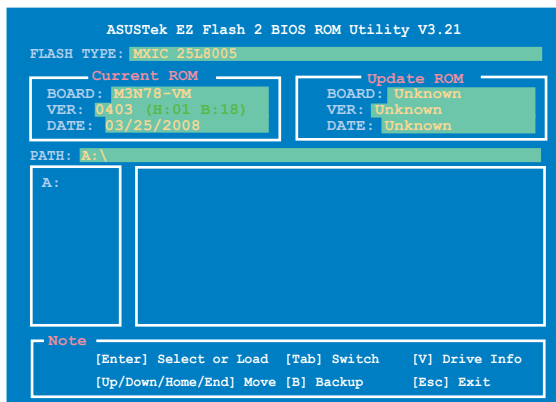 ASUSTek EZ Flash 2 BIOS ROM Utility V3.21
FLASH TYPE: MXIC 25L8005
Current ROM
BOARD: M3N78-VM
VER: 0403 (H:01 B:18)
DATE: 03/25/2008
Update ROM
BOARD: Unknown
VER: Unknown
DATE: Unknown
PATH: A:\
A:
Note
[Enter] Select or Load [Tab] Switch [V] Drive Info
[Up/Down/Home/End] Move [B] Backup [Esc] Exit